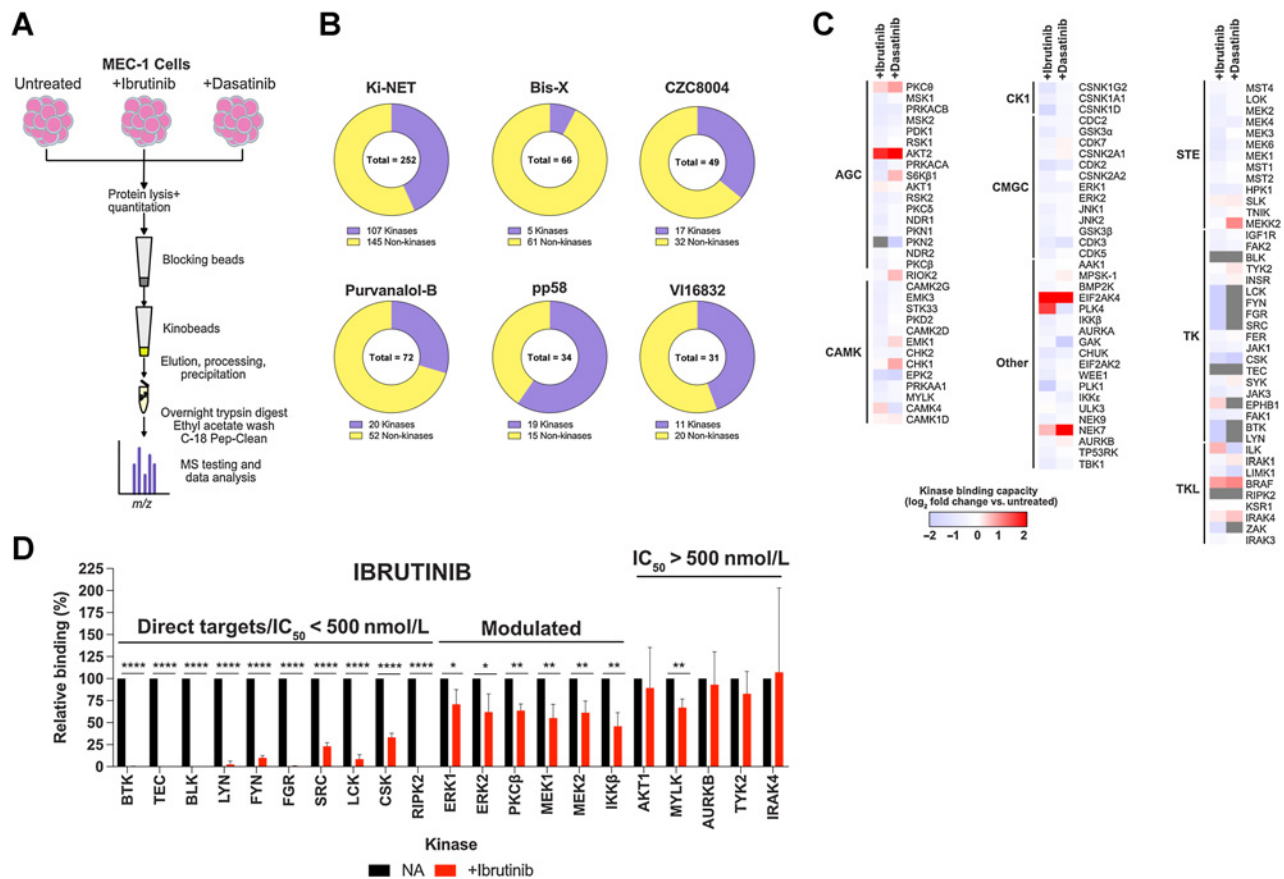 A
MEC-1 Cells
Untreated
+Ibrutinib
+Dasatinib
Protein lysis+
quantitation
Blocking beads
Kinobeads
Elution, processing,
precipitation
Overnight trypsin digest
Ethyl acetate wash
C-18 Pep-Clean
MS testing and
data analysis
m/z
B
Ki-NET
Total = 252
107 Kinases
145 Non-kinases
Bis-X
Total = 66
5 Kinases
61 Non-kinases
CZC8004
Total = 49
17 Kinases
32 Non-kinases
Purvanalol-B
Total = 72
20 Kinases
52 Non-kinases
pp58
Total = 34
19 Kinases
15 Non-kinases
VI16832
Total = 31
11 Kinases
20 Non-kinases
C
+Ibrutinib
+Dasatinib
AGC
PKCθ
MSK1
PRKACB
MSK2
PDK1
RSK1
AKT2
PRKACA
S6Kβ1
AKT1
RSK2
PKCδ
NDR1
PKN1
PKN2
NDR2
PKCβ
RIOK2
CAMK
CAMK2G
EMK3
STK33
PKD2
CAMK2D
EMK1
CHK2
CHK1
EPK2
PRKAA1
MYLK
CAMK4
CAMK1D
+Ibrutinib
+Dasatinib
CK1
CSNK1G2
CSNK1A1
CSNK1D
CMGC
CDC2
GSK3α
CDK7
CSNK2A1
CDK2
CSNK2A2
ERK1
ERK2
JNK1
JNK2
GSK3β
CDK3
CDK5
Other
AAK1
MPSK-1
BMP2K
EIF2AK4
PLK4
IKKβ
AURKA
GAK
CHUK
EIF2AK2
WEE1
PLK1
IKKε
ULK3
NEK9
NEK7
AURKB
TP53RK
TBK1
Kinase binding capacity
(log₂ fold change vs. untreated)
−2 −1 0 1 2
+Ibrutinib
+Dasatinib
STE
MST4
LOK
MEK2
MEK4
MEK3
MEK6
MEK1
MST1
MST2
HPK1
SLK
TNIK
MEKK2
TK
IGF1R
FAK2
BLK
TYK2
INSR
LCK
FYN
FGR
SRC
FER
JAK1
CSK
TEC
SYK
JAK3
EPHB1
FAK1
BTK
LYN
TKL
ILK
IRAK1
LIMK1
BRAF
RIPK2
KSR1
IRAK4
ZAK
IRAK3
D
IBRUTINIB
IC₅₀ > 500 nmol/L
Direct targets/IC₅₀ < 500 nmol/L
Modulated
**** **** **** **** **** **** **** **** **** **** * * ** ** ** ** **
Relative binding (%)
225
200
175
150
125
100
75
50
25
0
BTK
TEC
BLK
LYN
FYN
FGR
SRC
LCK
CSK
RIPK2
ERK1
ERK2
PKCβ
MEK1
MEK2
IKKβ
AKT1
MYLK
AURKB
TYK2
IRAK4
Kinase
NA
+Ibrutinib